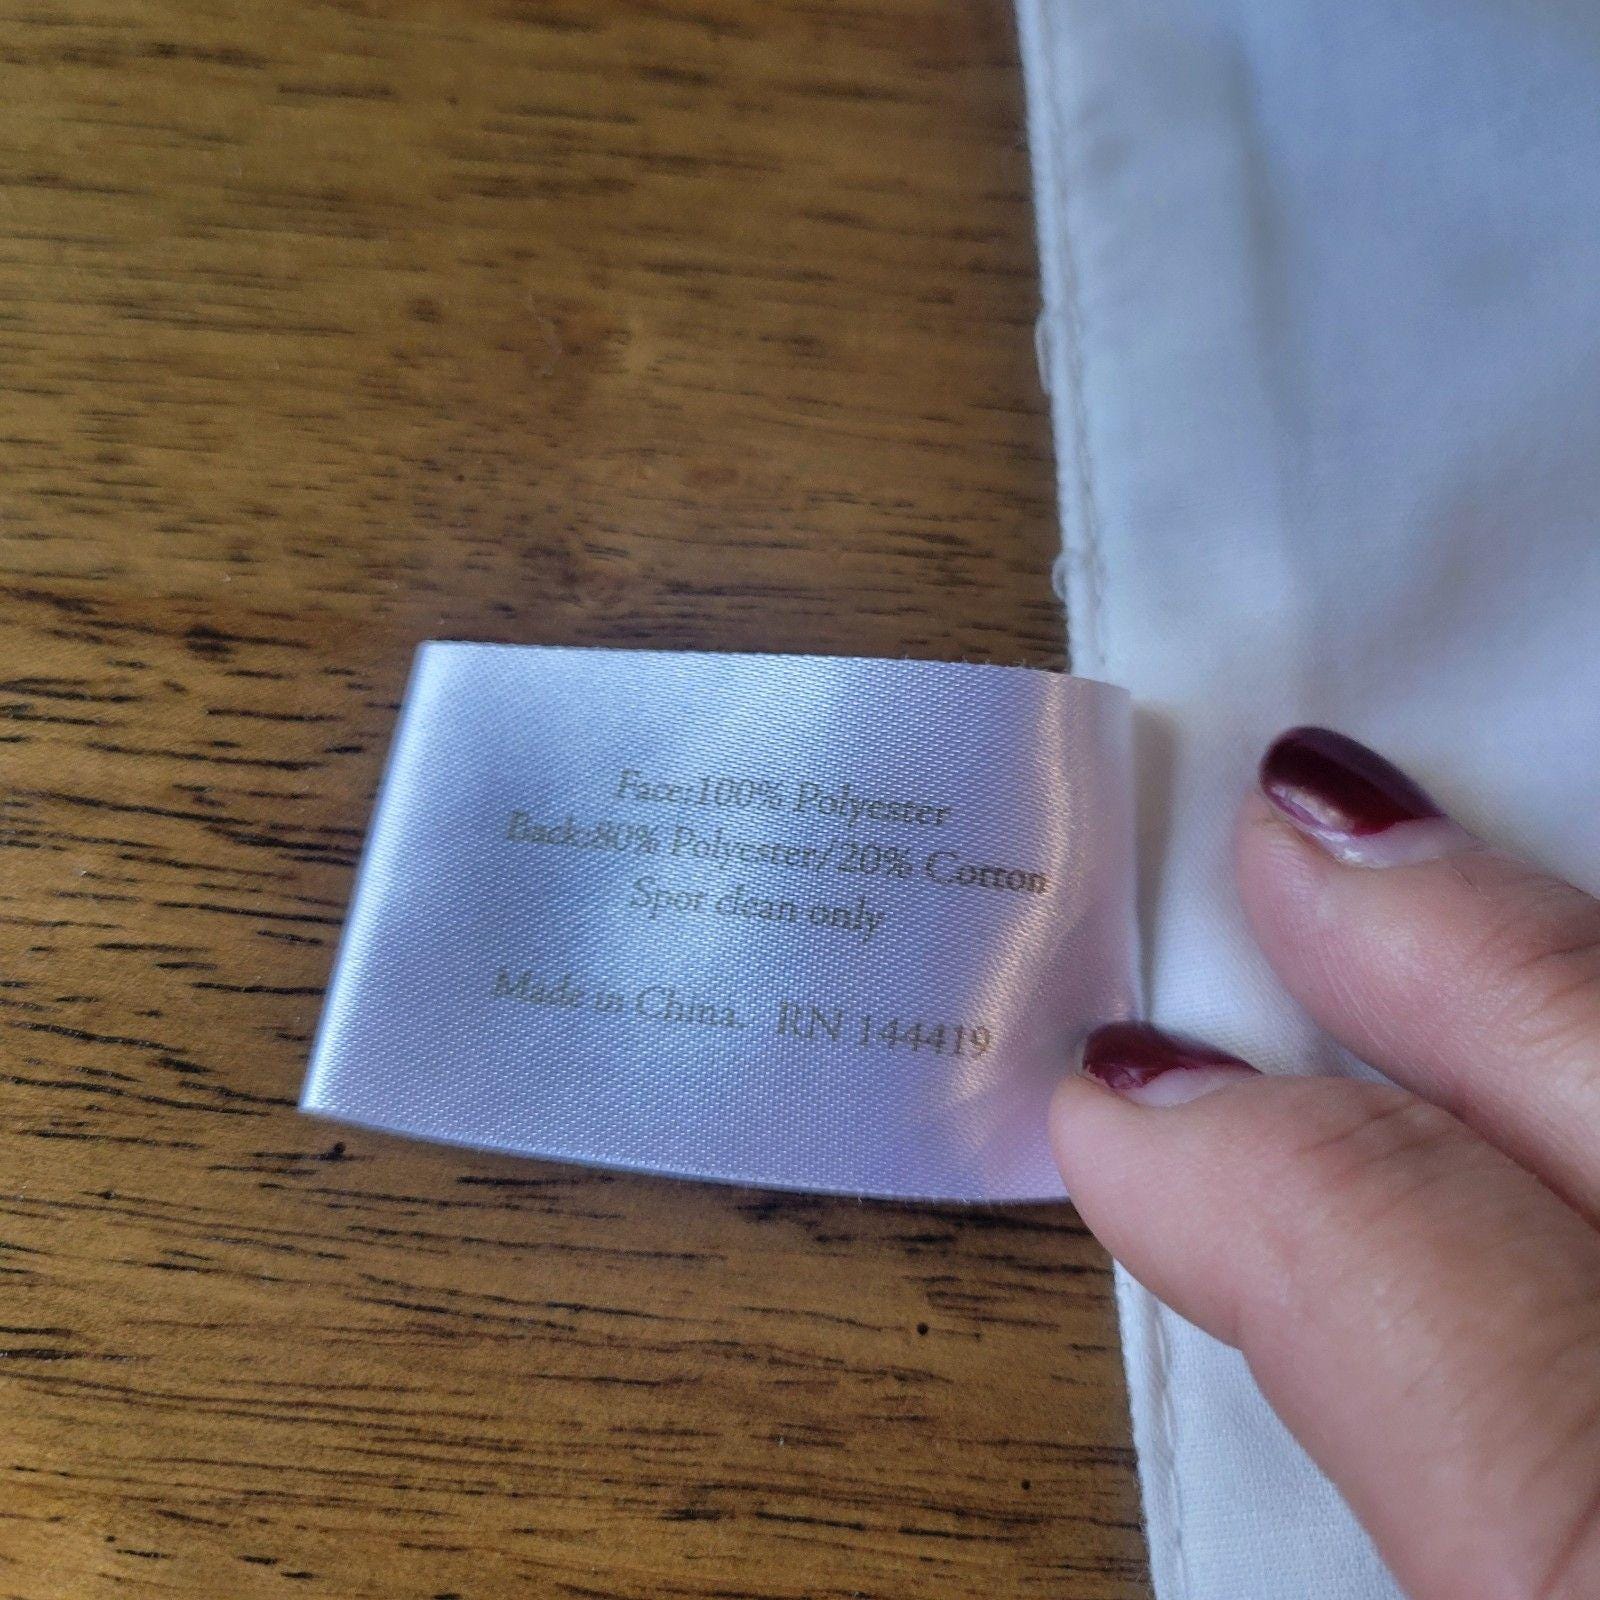 Face:100% Polyester
Back:80% Polyester/20% Cotton
Spot clean only
Made in China. RN 144419